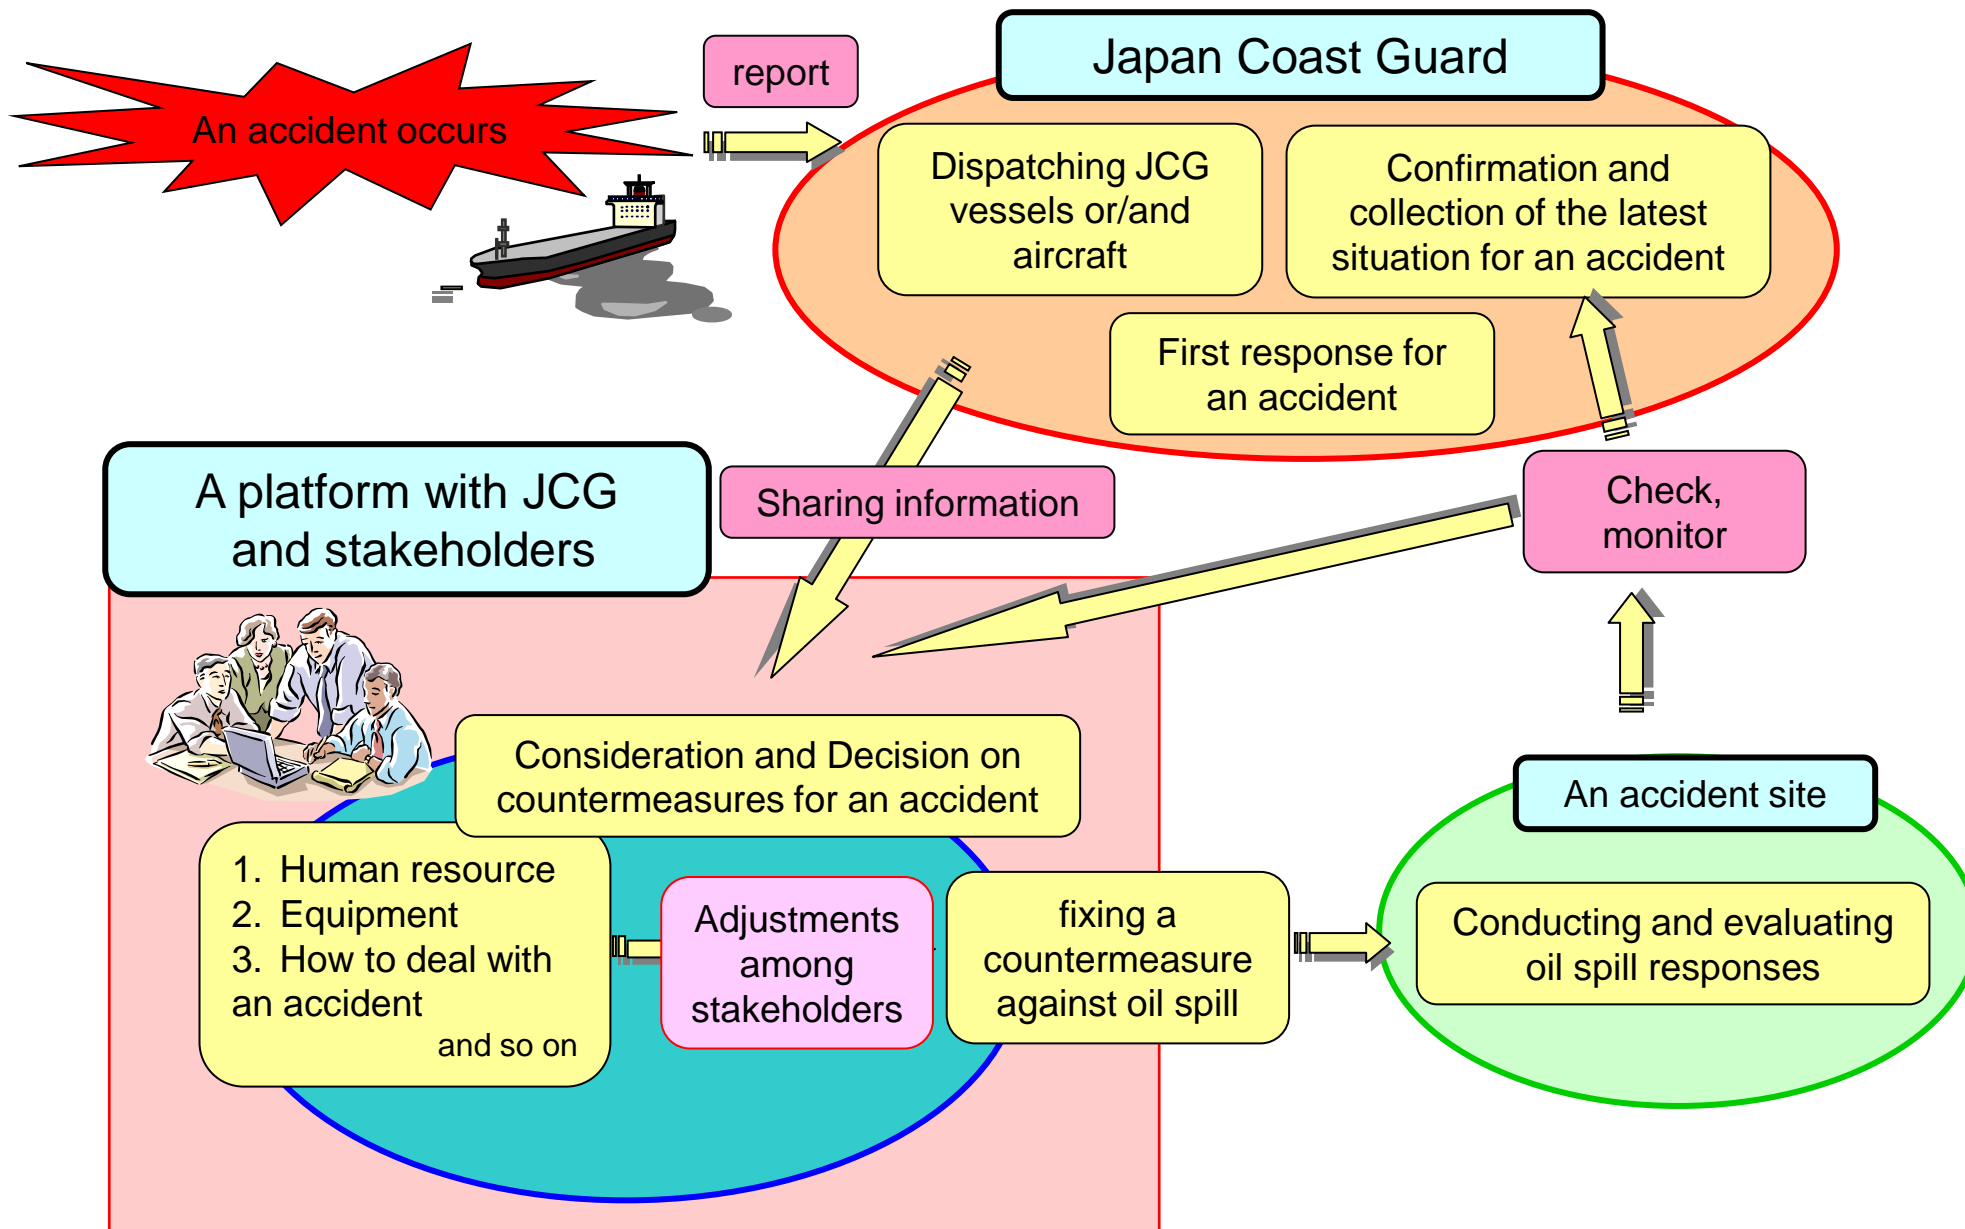 An accident occurs
report
Japan Coast Guard
Dispatching JCG
vessels or/and
aircraft
Confirmation and
collection of the latest
situation for an accident
First response for
an accident
A platform with JCG
and stakeholders
Sharing information
Check,
monitor
Consideration and Decision on
countermeasures for an accident
1. Human resource
2. Equipment
3. How to deal with
an accident
and so on
Adjustments
among
stakeholders
fixing a
countermeasure
against oil spill
An accident site
Conducting and evaluating
oil spill responses